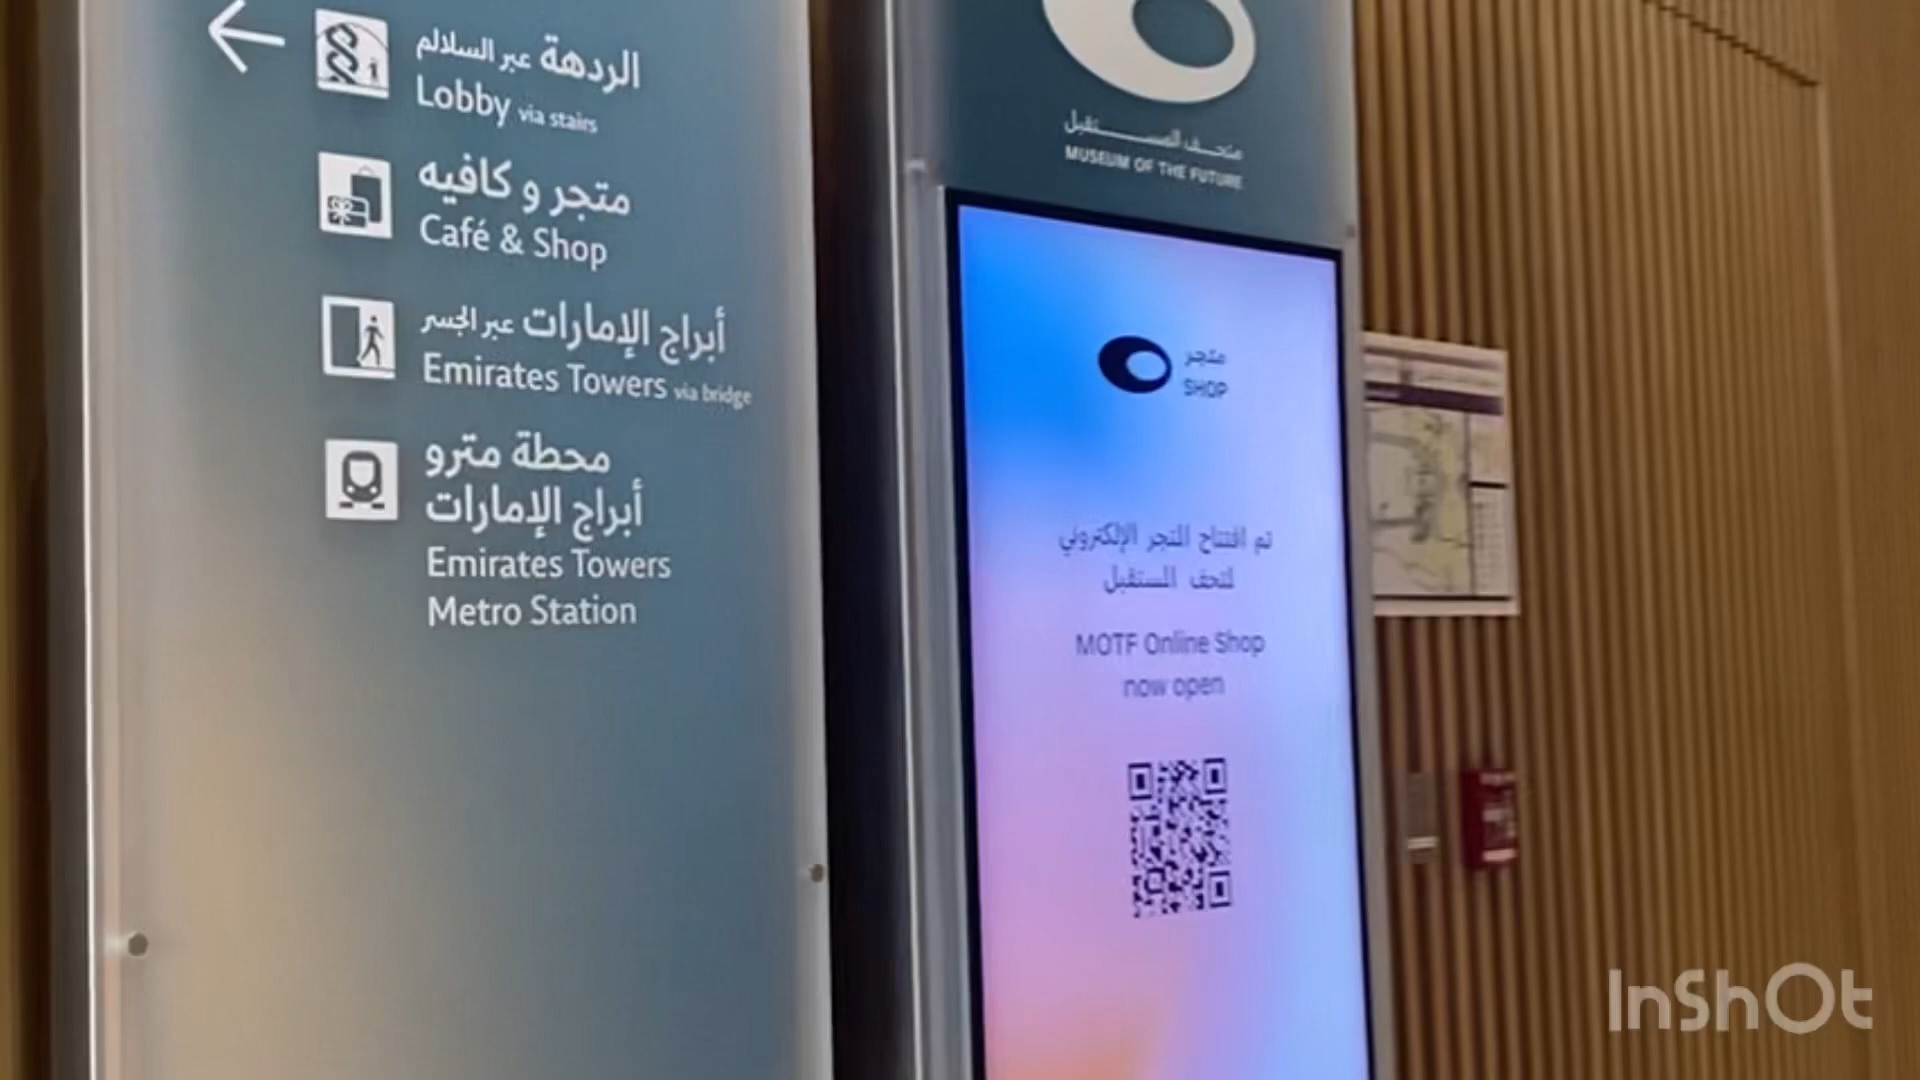 الردهة عبر السلالم
Lobby via stairs
متجر و كافيه
Café & Shop
أبراج الإمارات عبر الجسر
Emirates Towers via bridge
محطة مترو
أبراج الإمارات
Emirates Towers
Metro Station
متحف المستقبل
MUSEUM OF THE FUTURE
متجر
SHOP
تم افتتاح المتجر الإلكتروني
لمتحف المستقبل
MOTF Online Shop
now open
InShOt